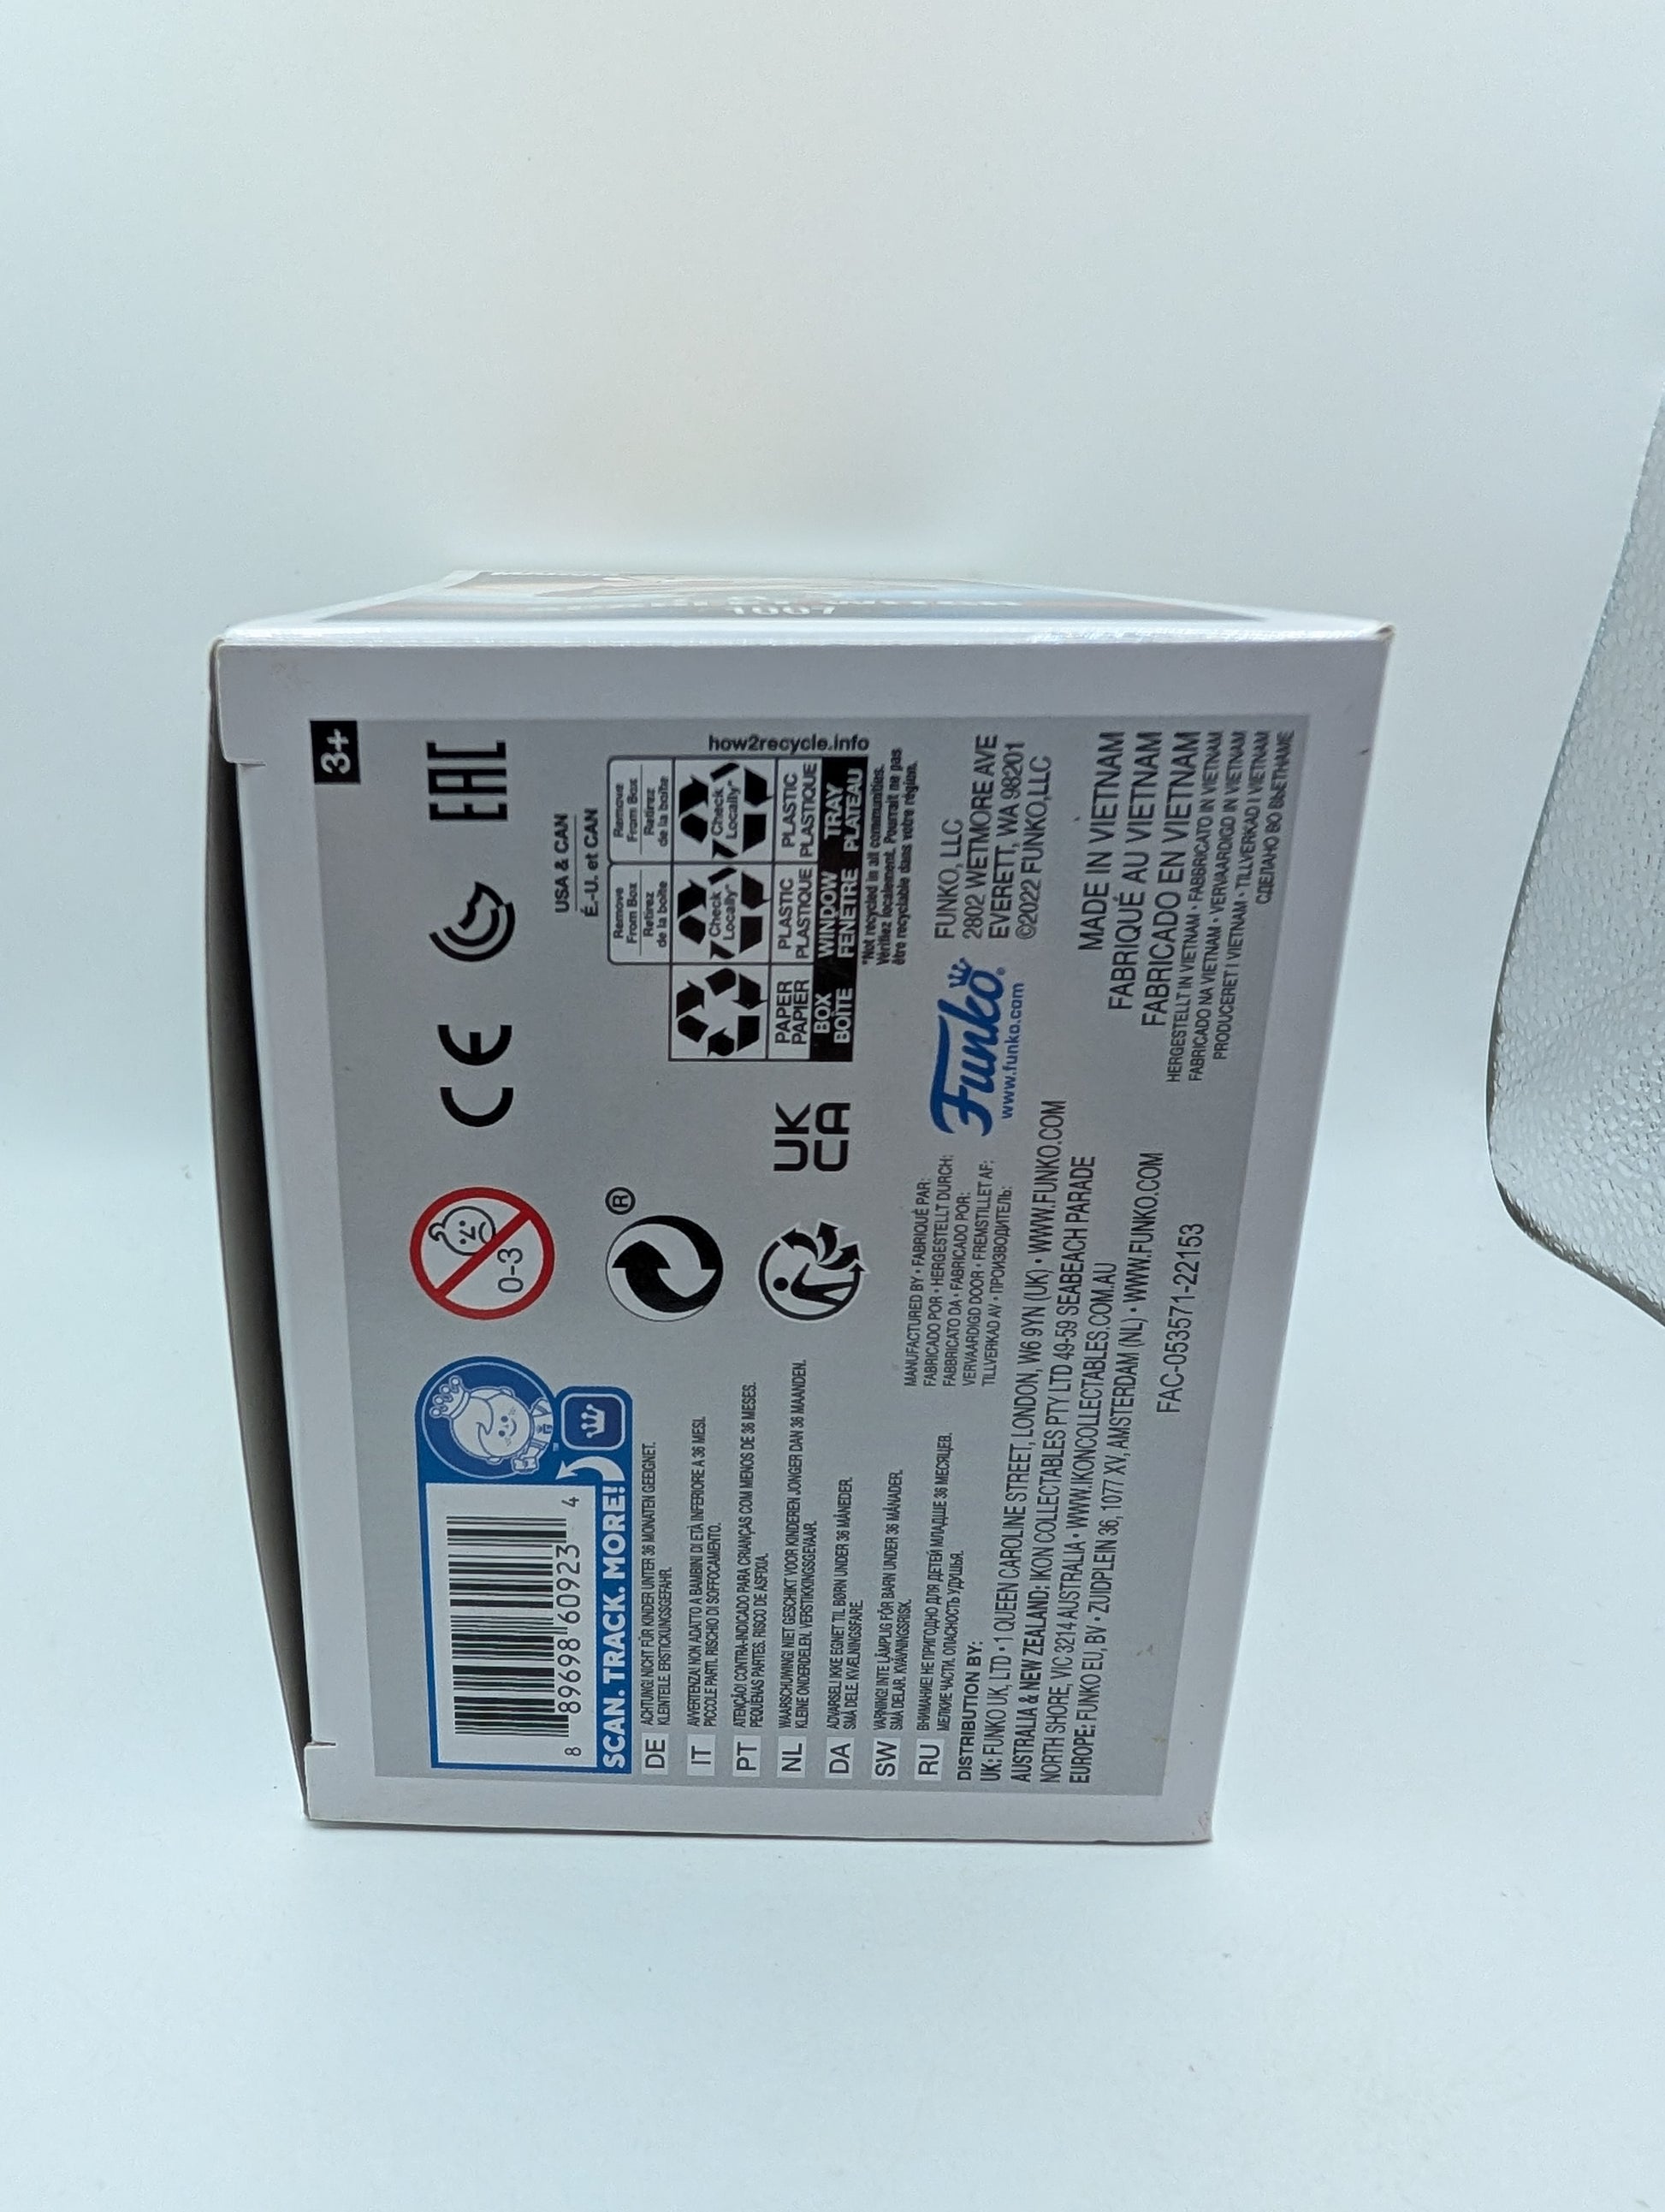 3+
8 89698 60923 4
SCAN. TRACK. MORE!
0-3
CE
EAC
®
UK
CA
USA & CAN
É.-U. et CAN
Remove
From Box
Retirez
de la boîte
Remove
From Box
Retirez
de la boîte
Check
Locally*
Check
Locally*
PAPER
PAPIER
PLASTIC
PLASTIQUE
PLASTIC
PLASTIQUE
BOX
BOÎTE
WINDOW
FENÊTRE
TRAY
PLATEAU
how2recycle.info
*Not recycled in all communities.
Vérifiez localement. Pourrait ne pas
être recyclable dans votre région.
DE ACHTUNG! NICHT FÜR KINDER UNTER 36 MONATEN GEEIGNET.
KLEINTEILE. ERSTICKUNGSGEFAHR.
IT AVVERTENZA! NON ADATTO A BAMBINI DI ETÀ INFERIORE A 36 MESI.
PICCOLE PARTI. RISCHIO DI SOFFOCAMENTO.
PT ATENÇÃO! CONTRA-INDICADO PARA CRIANÇAS COM MENOS DE 36 MESES.
PEQUENAS PARTES. RISCO DE ASFIXIA.
NL WAARSCHUWING! NIET GESCHIKT VOOR KINDEREN JONGER DAN 36 MAANDEN.
KLEINE ONDERDELEN. VERSTIKKINGSGEVAAR.
DA ADVARSEL! IKKE EGNET TIL BØRN UNDER 36 MÅNEDER.
SMÅ DELE. KVÆLNINGSFARE.
SW VARNING! INTE LÄMPLIG FÖR BARN UNDER 36 MÅNADER.
SMÅ DELAR. KVÄVNINGSRISK.
RU ВНИМАНИЕ! НЕ ПРИГОДНО ДЛЯ ДЕТЕЙ МЛАДШЕ 36 МЕСЯЦЕВ.
МЕЛКИЕ ЧАСТИ. ОПАСНОСТЬ УДУШЬЯ.
MANUFACTURED BY • FABRIQUÉ PAR:
FABRICADO POR • HERGESTELLT DURCH:
FABBRICATO DA • FABRICADO POR:
VERVAARDIGD DOOR • FREMSTILLET AF:
TILLVERKAD AV • ПРОИЗВОДИТЕЛЬ:
Funko®
www.funko.com
FUNKO, LLC
2802 WETMORE AVE
EVERETT, WA 98201
©2022 FUNKO, LLC
DISTRIBUTION BY:
UK: FUNKO UK, LTD • 1 QUEEN CAROLINE STREET, LONDON, W6 9YN (UK) • WWW.FUNKO.COM
AUSTRALIA & NEW ZEALAND: IKON COLLECTABLES PTY LTD 49-59 SEABEACH PARADE
NORTH SHORE, VIC 3214 AUSTRALIA • WWW.IKONCOLLECTABLES.COM.AU
EUROPE: FUNKO EU, BV • ZUIDPLEIN 36, 1077 XV, AMSTERDAM (NL) • WWW.FUNKO.COM
FAC-053571-22153
MADE IN VIETNAM
FABRIQUÉ AU VIETNAM
FABRICADO EN VIETNAM
HERGESTELLT IN VIETNAM • FABBRICATO IN VIETNAM
FABRICADO NA VIETNAM • VERVAARDIGD IN VIETNAM
PRODUCERET I VIETNAM • TILLVERKAD I VIETNAM
СДЕЛАНО ВО ВЬЕТНАМЕ
1007